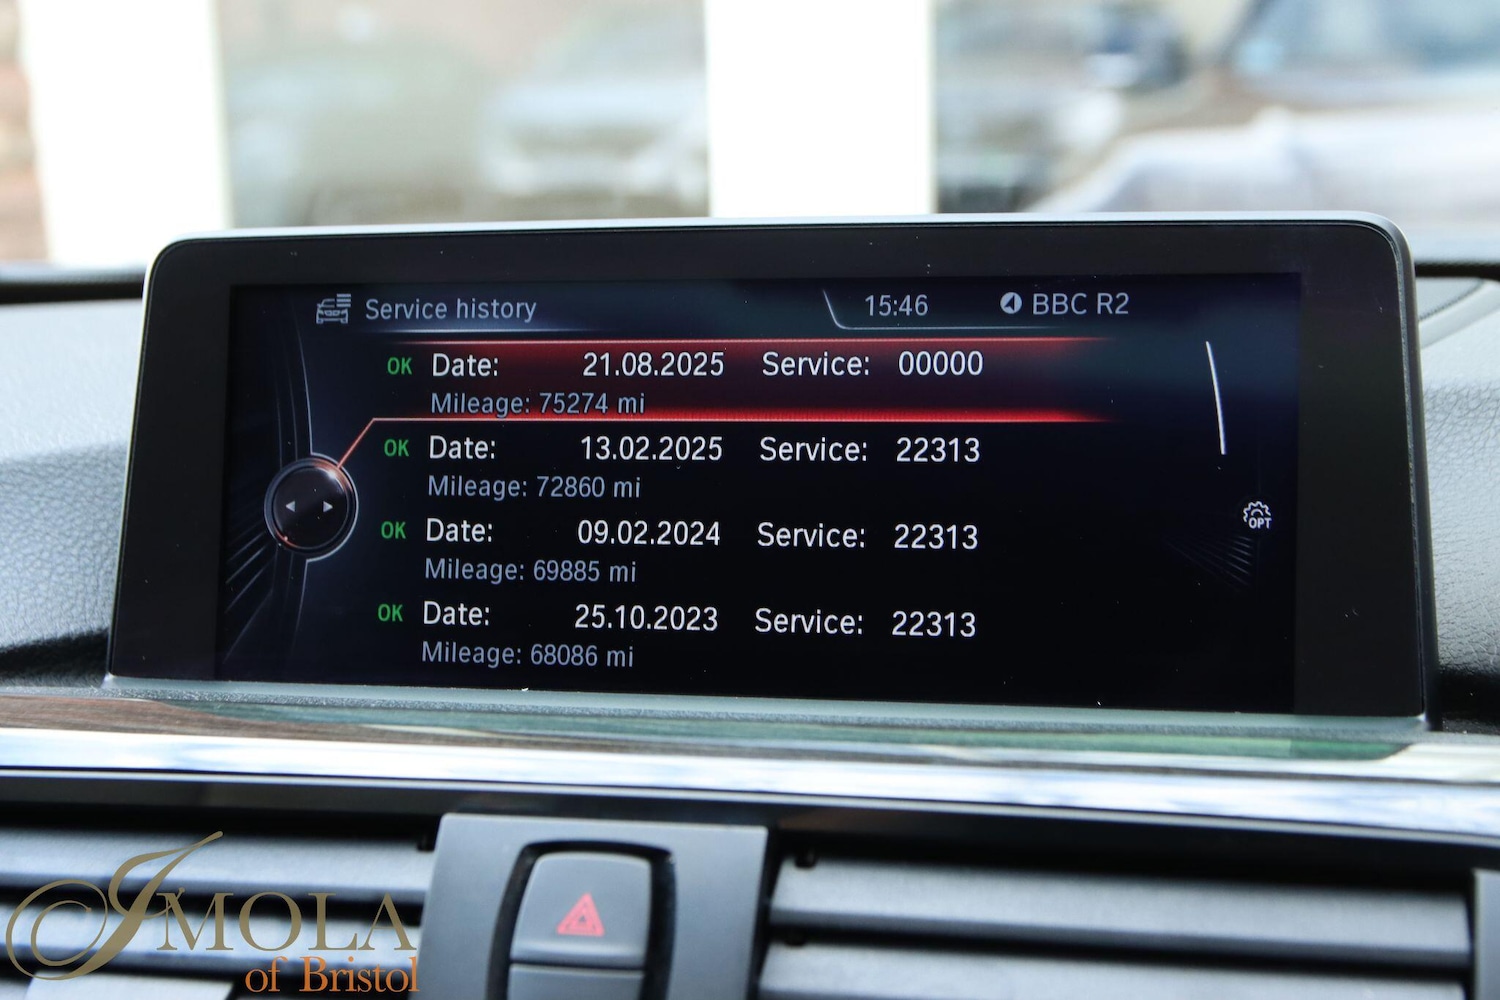 Service history 15:46 BBC R2
OK Date: 21.08.2025 Service: 00000
Mileage: 75274 mi
OK Date: 13.02.2025 Service: 22313
Mileage: 72860 mi
OK Date: 09.02.2024 Service: 22313
Mileage: 69885 mi
OPT
OK Date: 25.10.2023 Service: 22313
Mileage: 68086 mi
IMOLA
of Bristol